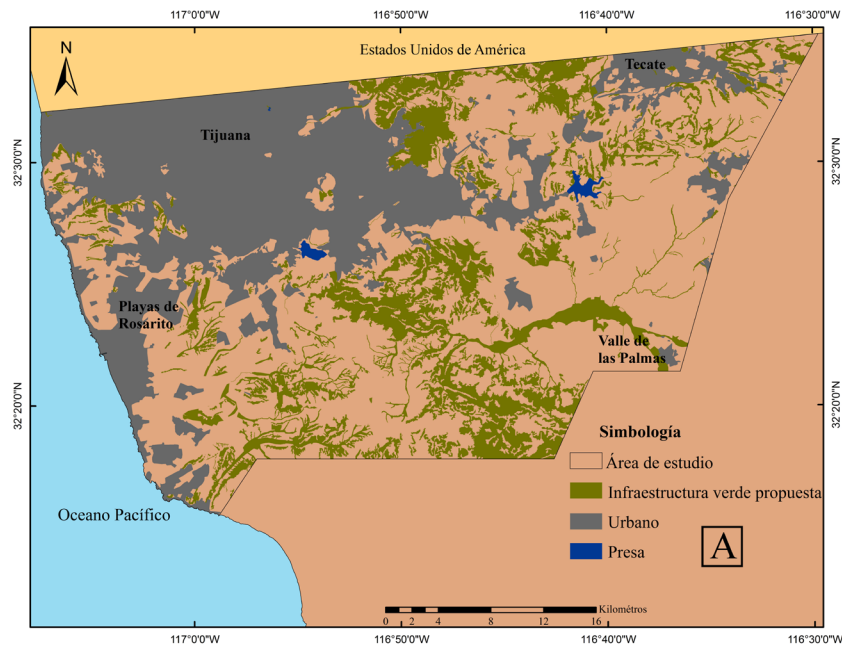 117°0'0"W 116°50'0"W 116°40'0"W 116°30'0"W
N
Estados Unidos de América
Tecate
Tijuana
32°30'0"N
32°30'0"N
Playas de
Rosarito
Valle de
las Palmas
32°20'0"N
32°20'0"N
Simbología
Área de estudio
Infraestructura verde propuesta
Urbano
Presa
Oceano Pacífico
A
Kilométros
0 2 4 8 12 16
117°0'0"W 116°50'0"W 116°40'0"W 116°30'0"W